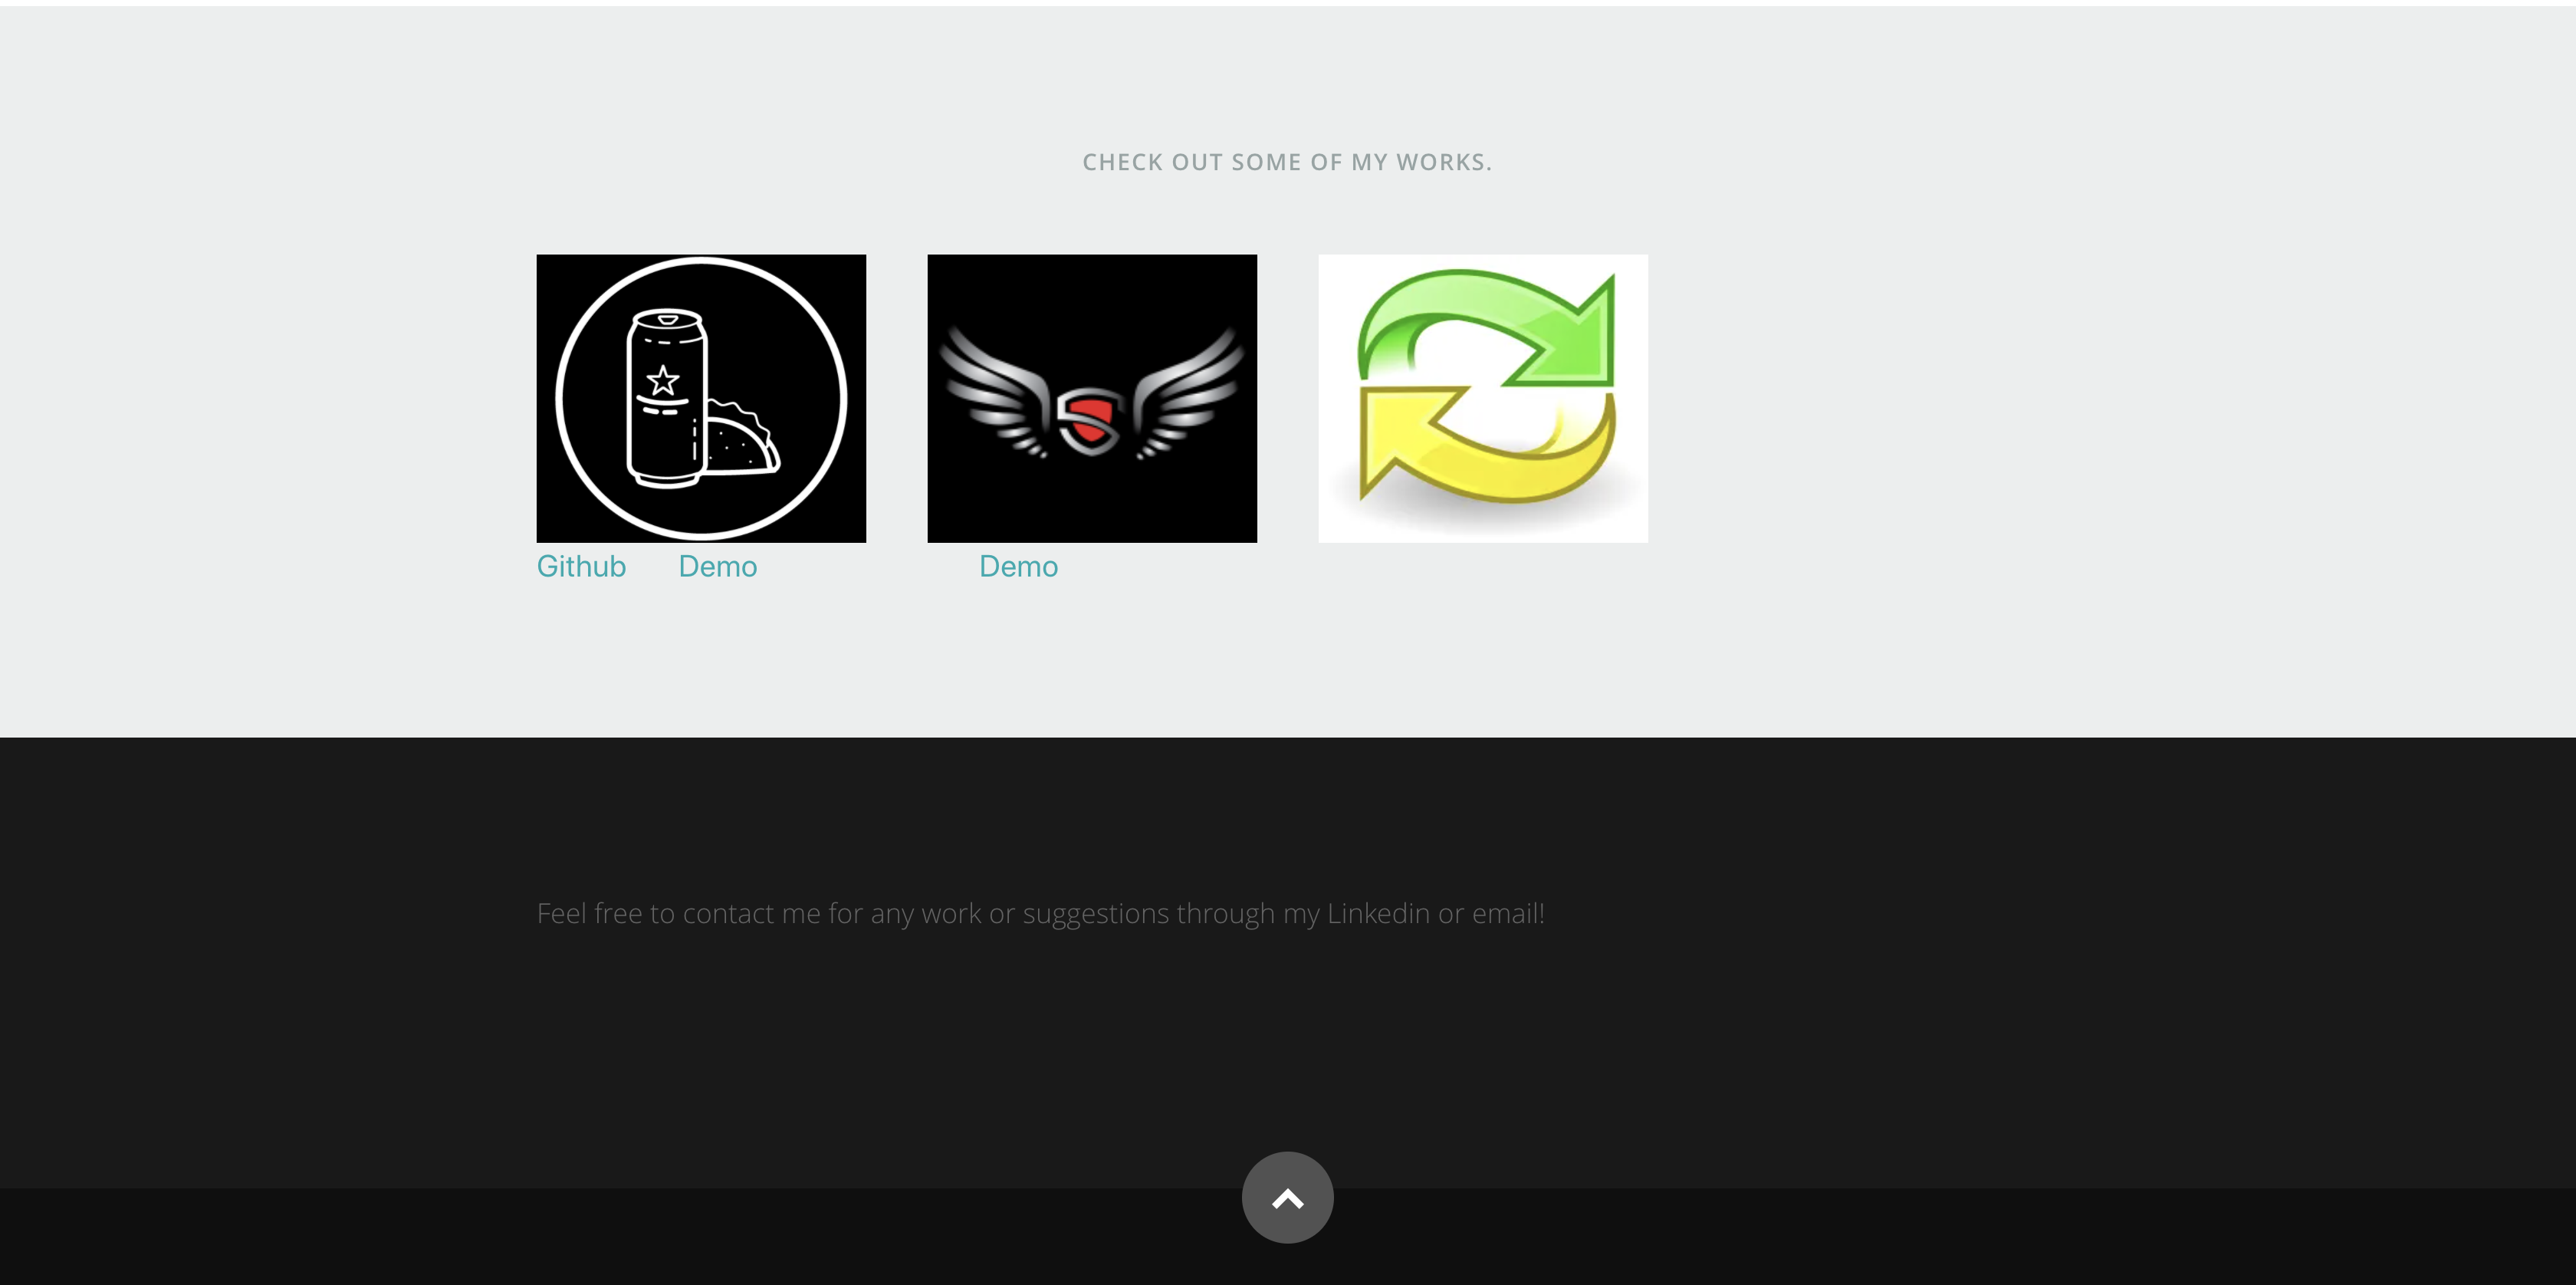 CHECK OUT SOME OF MY WORKS.
Github Demo Demo
Feel free to contact me for any work or suggestions through my Linkedin or email!